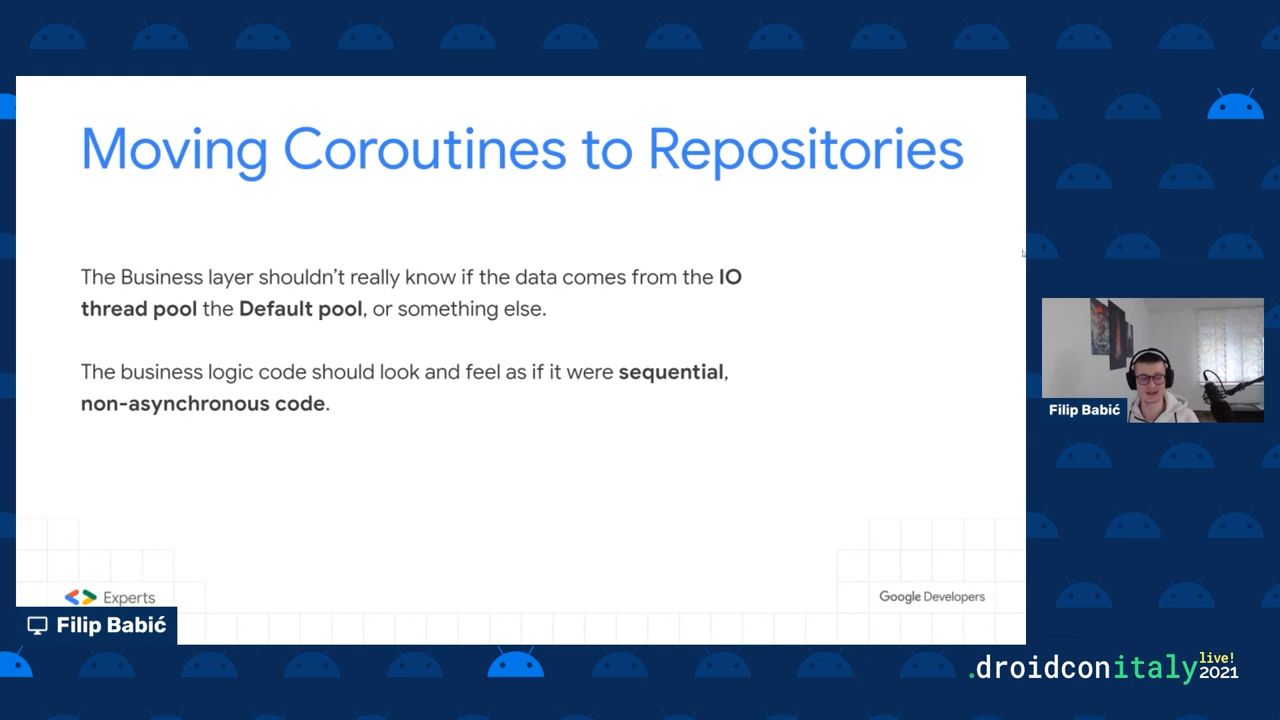 Moving Coroutines to Repositories
The Business layer shouldn't really know if the data comes from the IO
thread pool the Default pool, or something else.
The business logic code should look and feel as if it were sequential,
non-asynchronous code.
Experts
Google Developers
Filip Babić
Filip Babić
.droidconitaly live! 2021